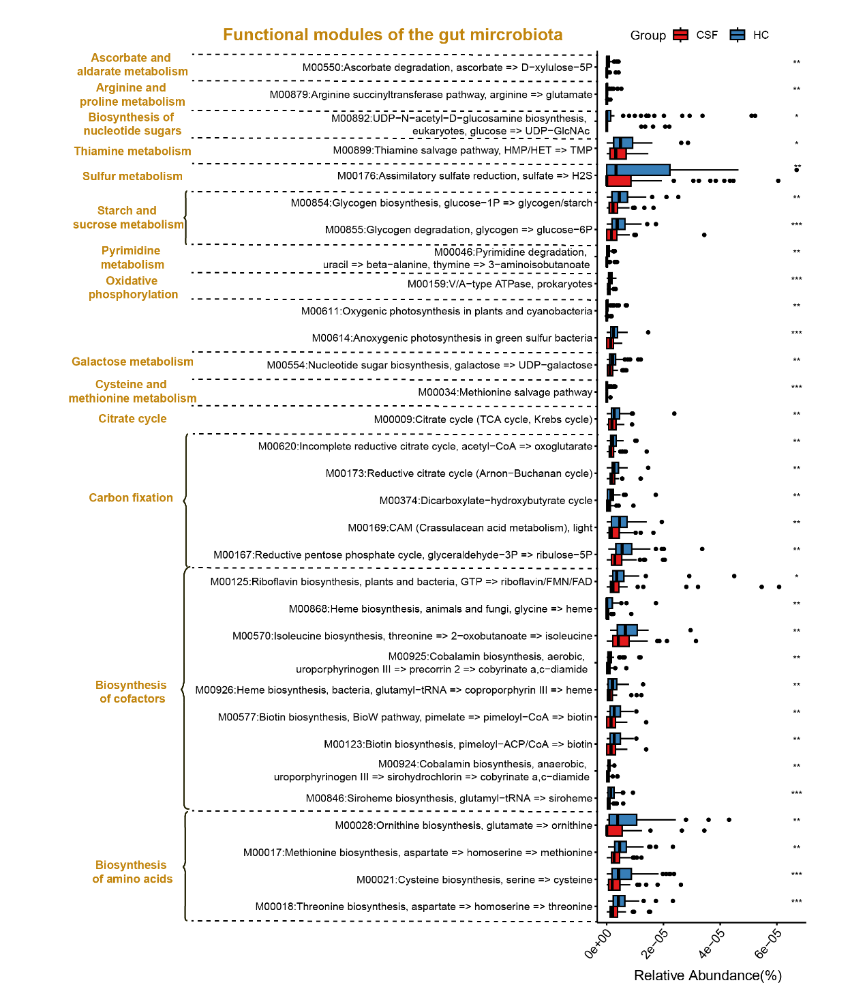 Functional modules of the gut mircrobiota
Group CSF HC
Ascorbate and
aldarate metabolism
M00550:Ascorbate degradation, ascorbate => D−xylulose−5P
**
Arginine and
proline metabolism
M00879:Arginine succinyltransferase pathway, arginine => glutamate
**
Biosynthesis of
nucleotide sugars
M00892:UDP−N−acetyl−D−glucosamine biosynthesis,
eukaryotes, glucose => UDP−GlcNAc
*
Thiamine metabolism
M00899:Thiamine salvage pathway, HMP/HET => TMP
*
Sulfur metabolism
M00176:Assimilatory sulfate reduction, sulfate => H2S
**
Starch and
sucrose metabolism
M00854:Glycogen biosynthesis, glucose−1P => glycogen/starch
**
M00855:Glycogen degradation, glycogen => glucose−6P
***
Pyrimidine
metabolism
M00046:Pyrimidine degradation,
uracil => beta−alanine, thymine => 3−aminoisobutanoate
**
Oxidative
phosphorylation
M00159:V/A−type ATPase, prokaryotes
***
M00611:Oxygenic photosynthesis in plants and cyanobacteria
**
M00614:Anoxygenic photosynthesis in green sulfur bacteria
***
Galactose metabolism
M00554:Nucleotide sugar biosynthesis, galactose => UDP−galactose
**
Cysteine and
methionine metabolism
M00034:Methionine salvage pathway
***
Citrate cycle
M00009:Citrate cycle (TCA cycle, Krebs cycle)
**
Carbon fixation
M00620:Incomplete reductive citrate cycle, acetyl−CoA => oxoglutarate
**
M00173:Reductive citrate cycle (Arnon−Buchanan cycle)
**
M00374:Dicarboxylate−hydroxybutyrate cycle
**
M00169:CAM (Crassulacean acid metabolism), light
**
M00167:Reductive pentose phosphate cycle, glyceraldehyde−3P => ribulose−5P
**
Biosynthesis
of cofactors
M00125:Riboflavin biosynthesis, plants and bacteria, GTP => riboflavin/FMN/FAD
*
M00868:Heme biosynthesis, animals and fungi, glycine => heme
**
M00570:Isoleucine biosynthesis, threonine => 2−oxobutanoate => isoleucine
**
M00925:Cobalamin biosynthesis, aerobic,
uroporphyrinogen III => precorrin 2 => cobyrinate a,c−diamide
**
M00926:Heme biosynthesis, bacteria, glutamyl−tRNA => coproporphyrin III => heme
**
M00577:Biotin biosynthesis, BioW pathway, pimelate => pimeloyl−CoA => biotin
**
M00123:Biotin biosynthesis, pimeloyl−ACP/CoA => biotin
**
M00924:Cobalamin biosynthesis, anaerobic,
uroporphyrinogen III => sirohydrochlorin => cobyrinate a,c−diamide
**
M00846:Siroheme biosynthesis, glutamyl−tRNA => siroheme
***
Biosynthesis
of amino acids
M00028:Ornithine biosynthesis, glutamate => ornithine
**
M00017:Methionine biosynthesis, aspartate => homoserine => methionine
**
M00021:Cysteine biosynthesis, serine => cysteine
***
M00018:Threonine biosynthesis, aspartate => homoserine => threonine
***
0e+00 2e−05 4e−05 6e−05
Relative Abundance(%)